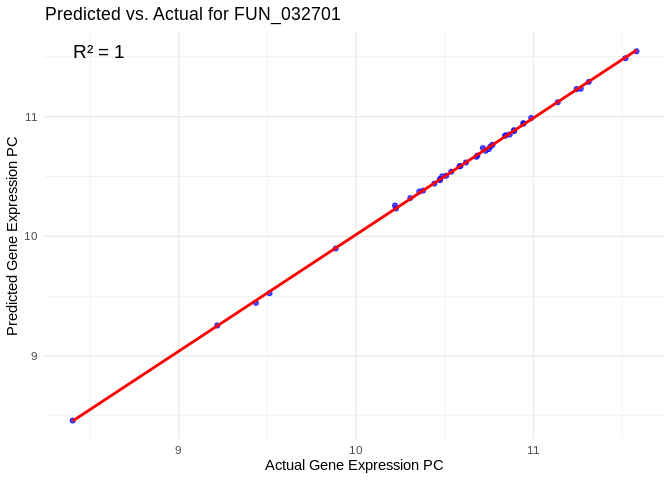 Predicted vs. Actual for FUN_032701
R² = 1
11
10
9
Predicted Gene Expression PC
9
10
11
Actual Gene Expression PC